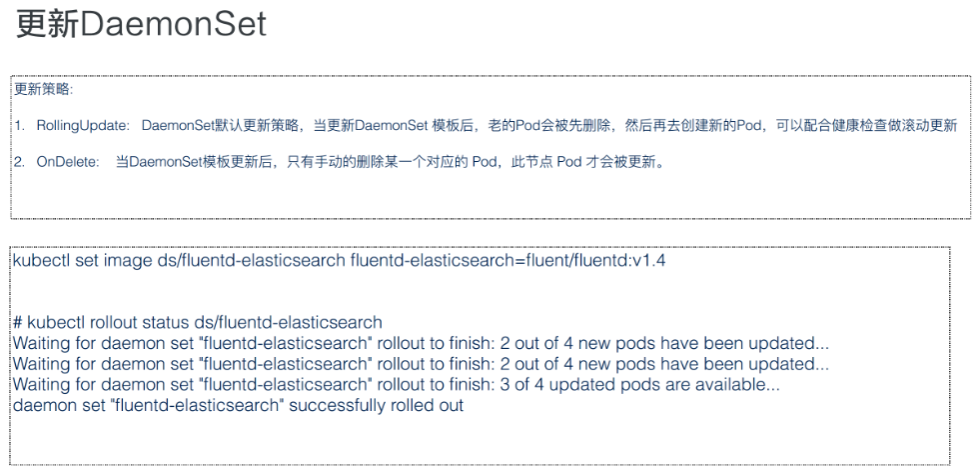 更新DaemonSet
更新策略:
1. RollingUpdate: DaemonSet默认更新策略，当更新DaemonSet 模板后，老的Pod会被先删除，然后再去创建新的Pod，可以配合健康检查做滚动更新
2. OnDelete: 当DaemonSet模板更新后，只有手动的删除某一个对应的 Pod，此节点 Pod 才会被更新。
kubectl set image ds/fluentd-elasticsearch fluentd-elasticsearch=fluent/fluentd:v1.4
# kubectl rollout status ds/fluentd-elasticsearch
Waiting for daemon set "fluentd-elasticsearch" rollout to finish: 2 out of 4 new pods have been updated...
Waiting for daemon set "fluentd-elasticsearch" rollout to finish: 2 out of 4 new pods have been updated...
Waiting for daemon set "fluentd-elasticsearch" rollout to finish: 3 of 4 updated pods are available...
daemon set "fluentd-elasticsearch" successfully rolled out